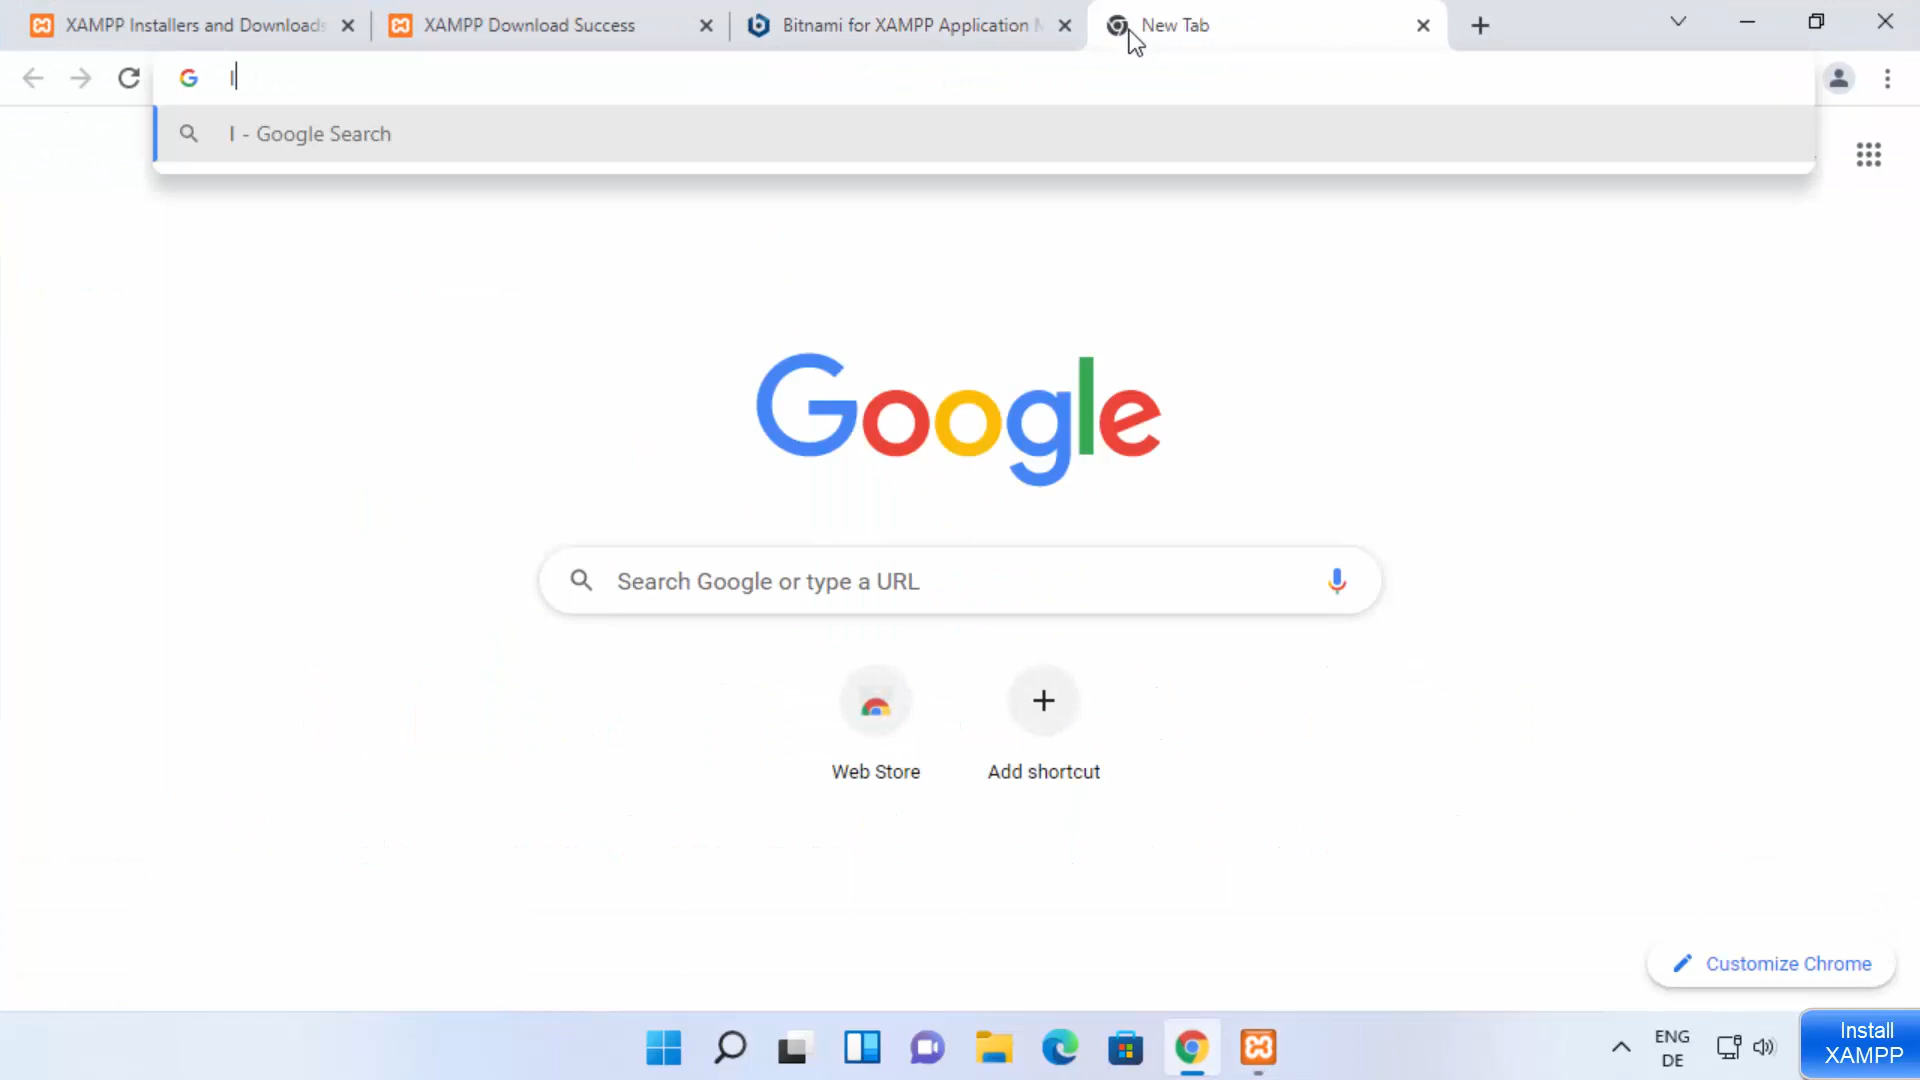 XAMPP Installers and Downloads
XAMPP Download Success
Bitnami for XAMPP Application M
New Tab
l
l - Google Search
Google
Search Google or type a URL
Web Store
Add shortcut
Customize Chrome
ENG
DE
Install
XAMPP